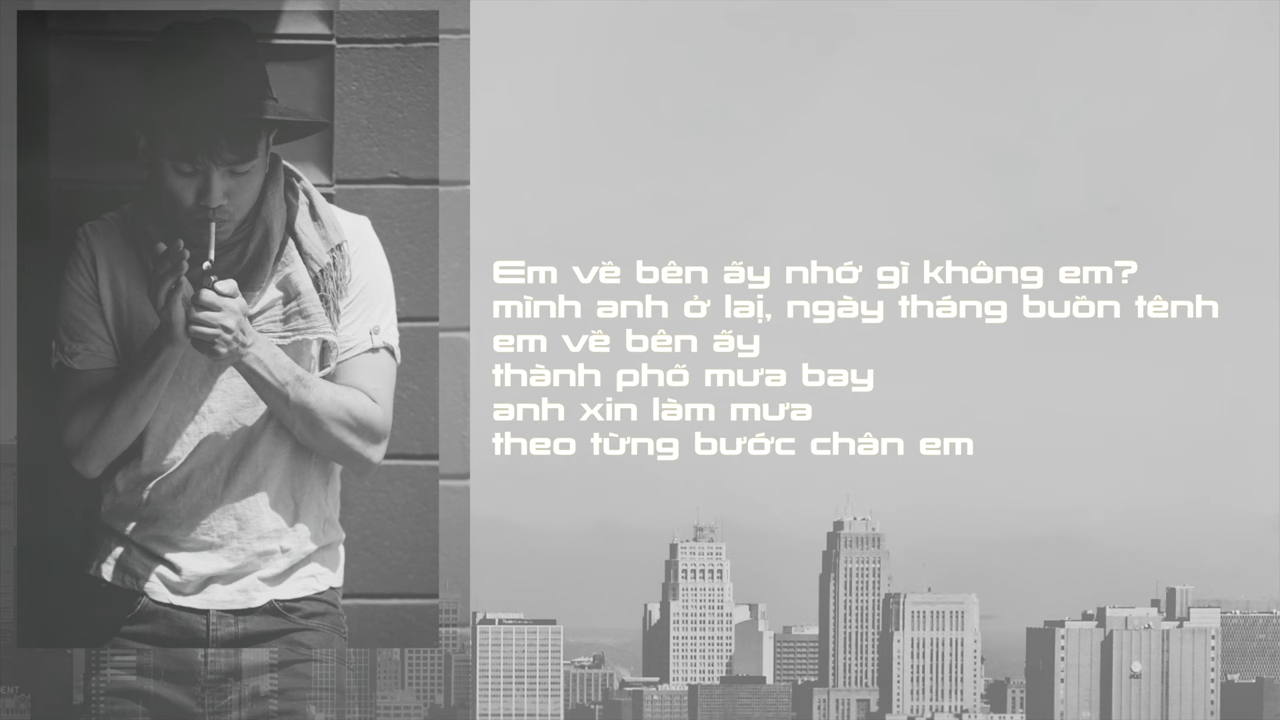 Em về bên ấy nhớ gì không em?
mình anh ở lại, ngày tháng buồn tênh
em về bên ấy
thành phố mưa bay
anh xin làm mưa
theo từng bước chân em
ENT